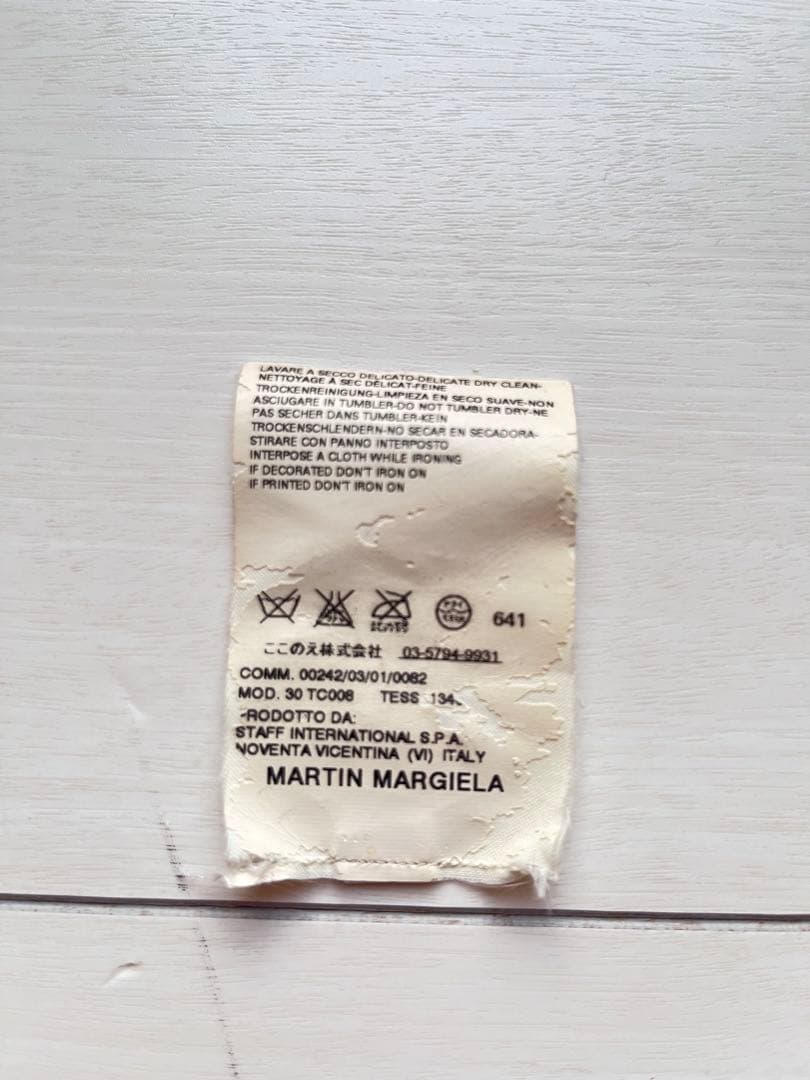 LAVARE A SECCO DELICATO-DELICATE DRY CLEAN-
NETTOYAGE À SEC DÉLICAT-FEINE
TROCKENREINIGUNG-LIMPIEZA EN SECO SUAVE-NON
ASCIUGARE IN TUMBLER-DO NOT TUMBLER DRY-NE
PAS SECHER DANS TUMBLER-KEIN
TROCKENSCHLENDERN-NO SECAR EN SECADORA-
STIRARE CON PANNO INTERPOSTO
INTERPOSE A CLOTH WHILE IRONING
IF DECORATED DON'T IRON ON
IF PRINTED DON'T IRON ON
641
ここのえ株式会社 03-5794-9931
COMM. 00242/03/01/0082
MOD. 30 TC008 TESS 134
RODOTTO DA:
STAFF INTERNATIONAL S.P.A.
NOVENTA VICENTINA (VI) ITALY
MARTIN MARGIELA